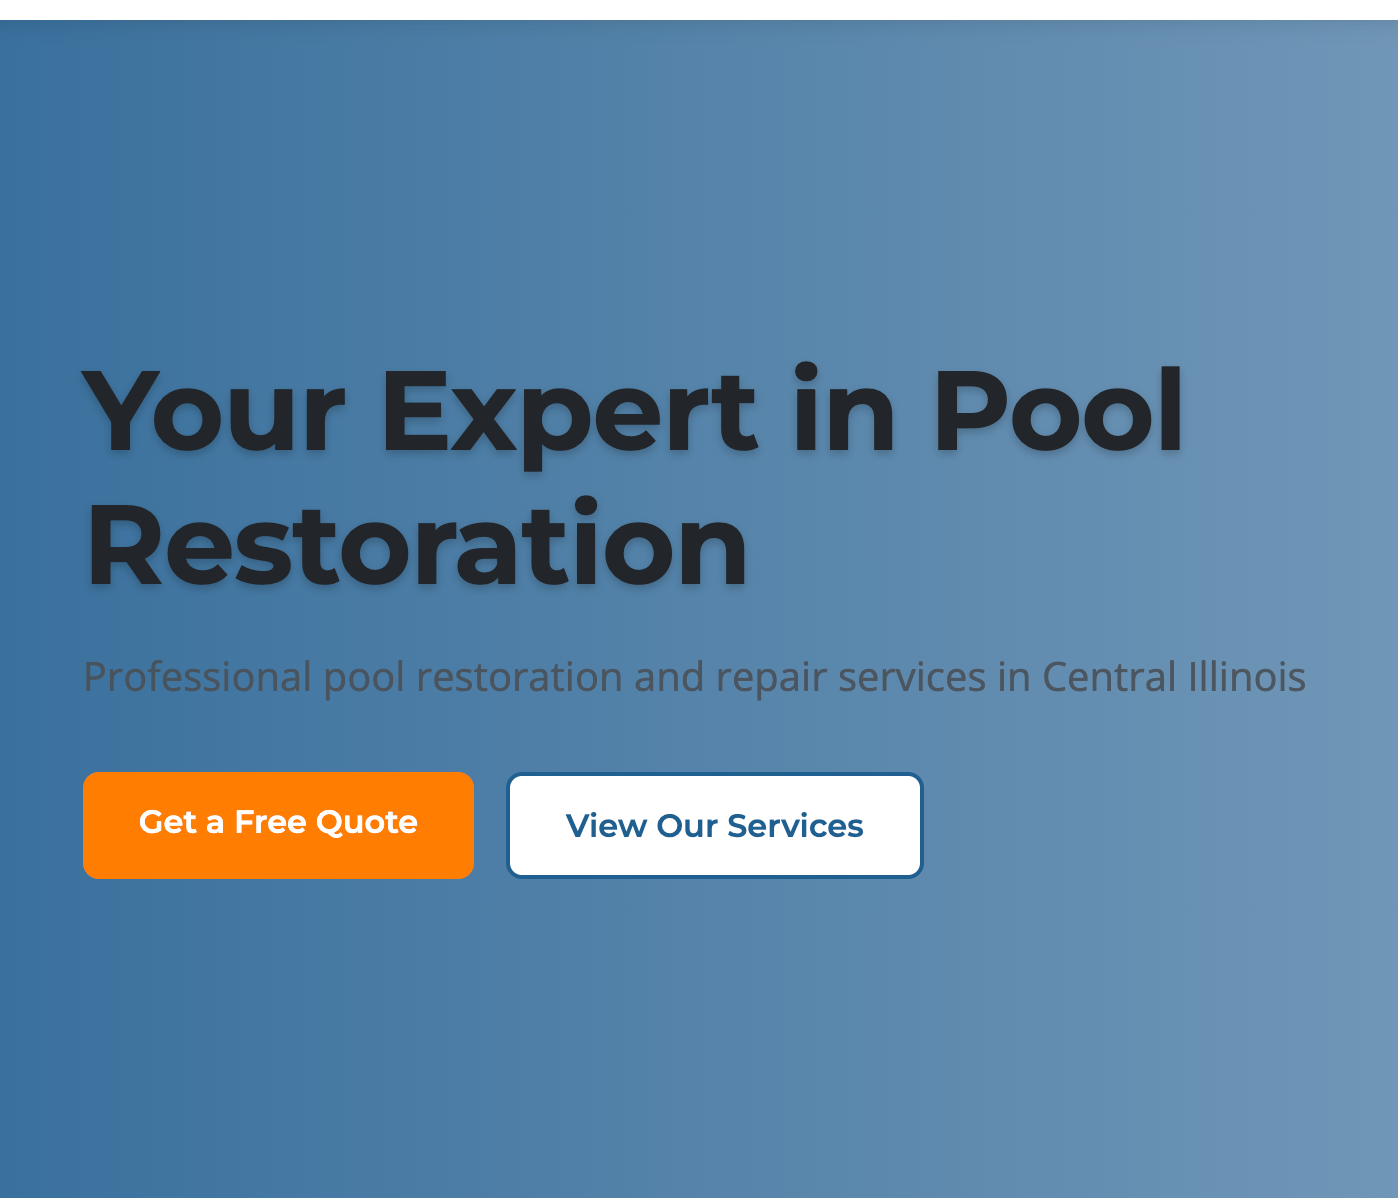 Your Expert in Pool
Restoration
Professional pool restoration and repair services in Central Illinois
Get a Free Quote
View Our Services